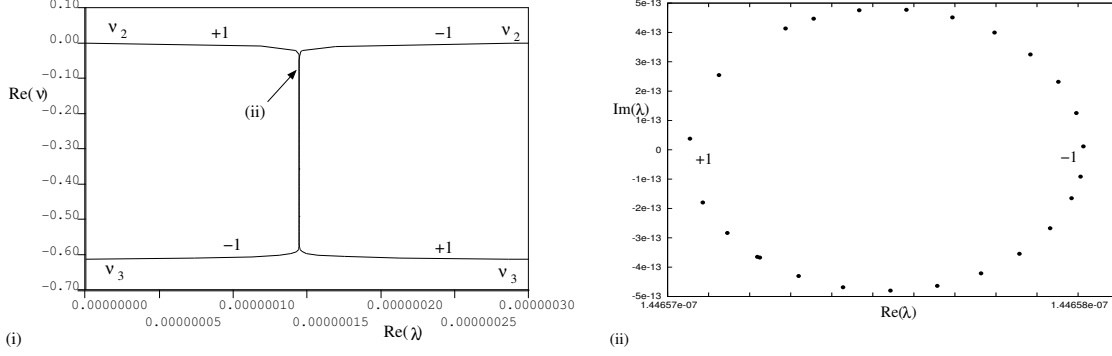 0.10
ν2 +1 −1 ν2
0.00
−0.10
Re(ν)
−0.20
(ii)
−0.30
−0.40
−0.50
−1 +1
−0.60
ν3 ν3
−0.70
0.00000000 0.00000010 0.00000020 0.00000030
0.00000005 0.00000015 0.00000025
Re(λ)
(i)
5e-13
4e-13
3e-13
2e-13
Im(λ)
1e-13
0
+1 −1
-1e-13
-2e-13
-3e-13
-4e-13
-5e-13
1.44657e-07 1.44658e-07
Re(λ)
(ii)